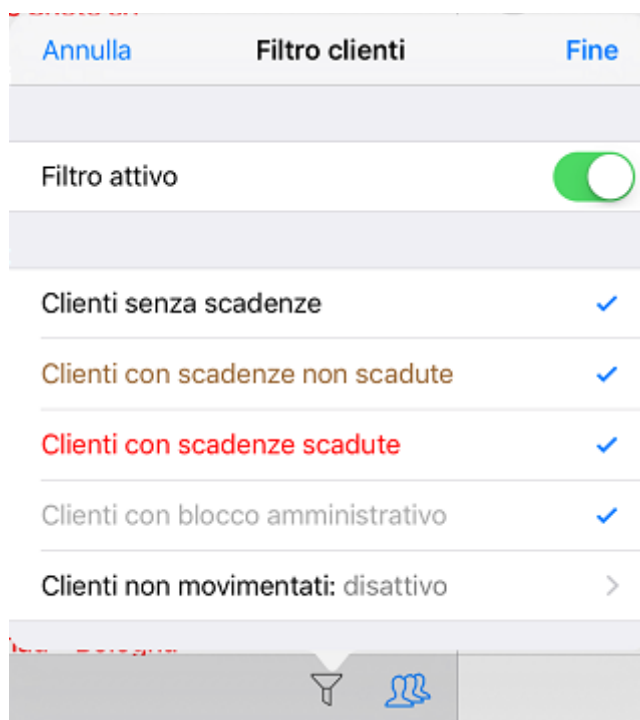 Annulla Filtro clienti Fine
Filtro attivo
Clienti senza scadenze
Clienti con scadenze non scadute
Clienti con scadenze scadute
Clienti con blocco amministrativo
Clienti non movimentati: disattivo